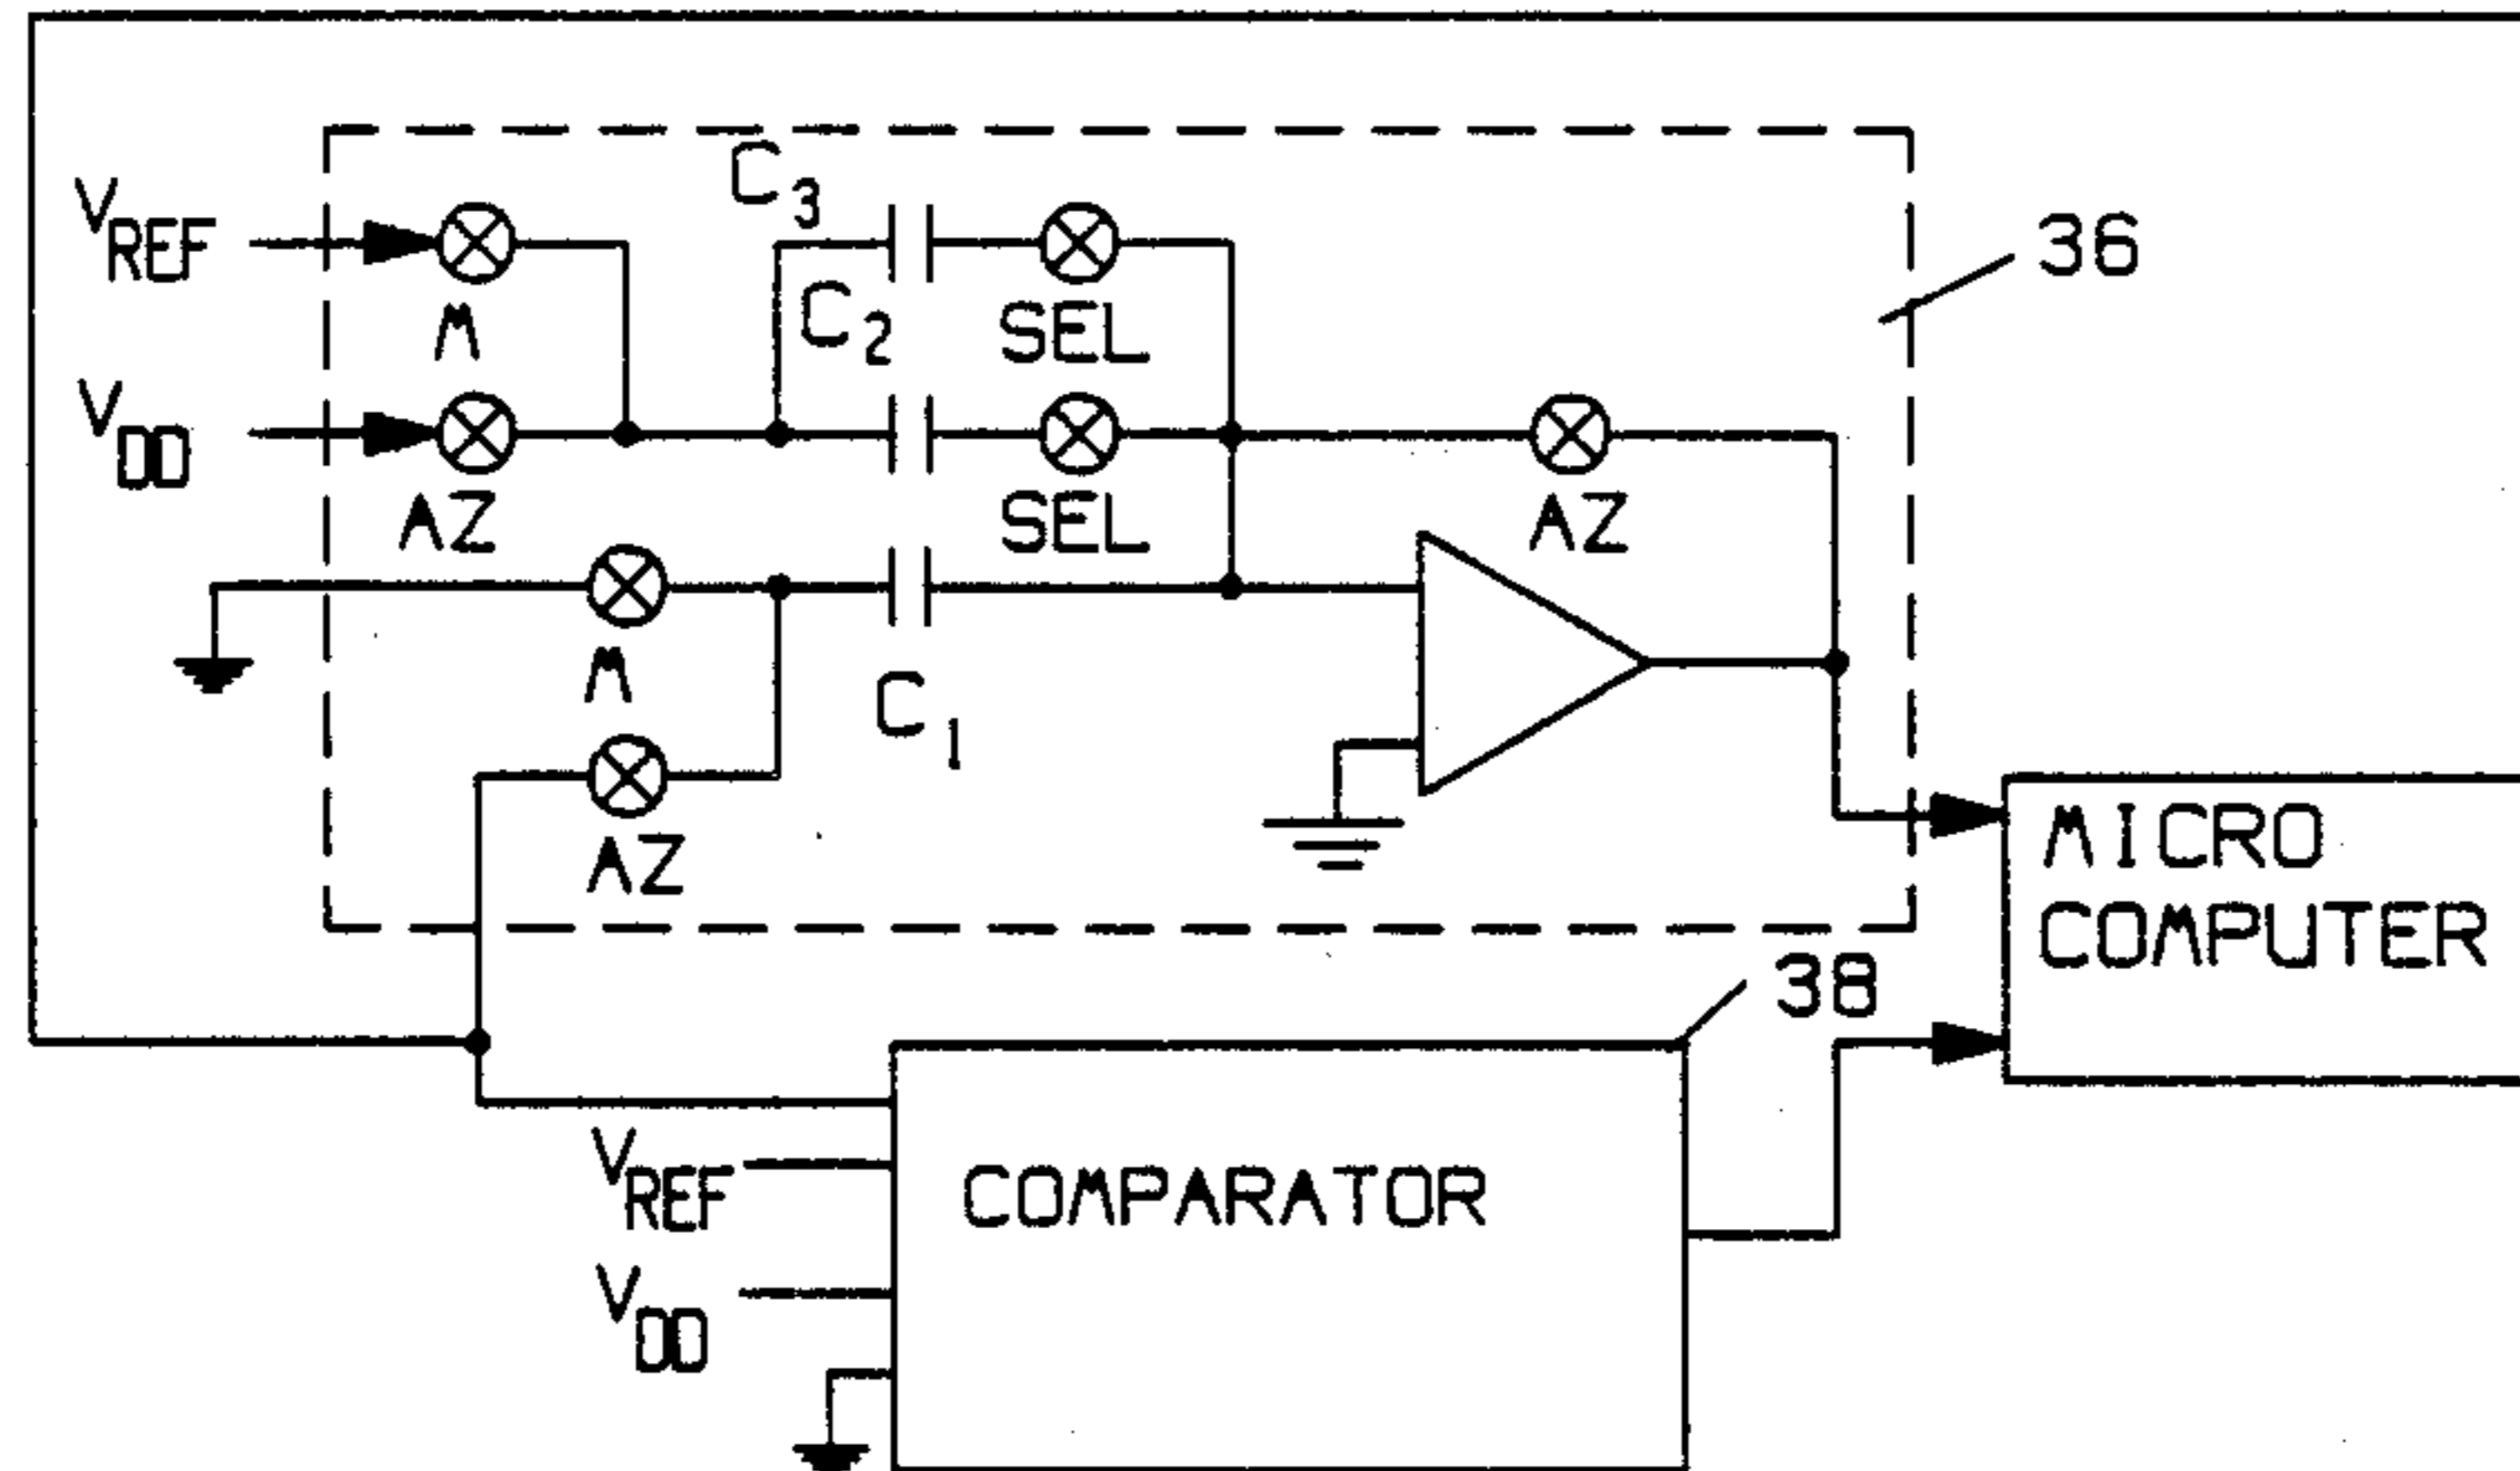 C3
VREF
36
M
C2
SEL
VDD
AZ
SEL
AZ
M
C1
AZ
MICRO
COMPUTER
38
VREF
COMPARATOR
VDD